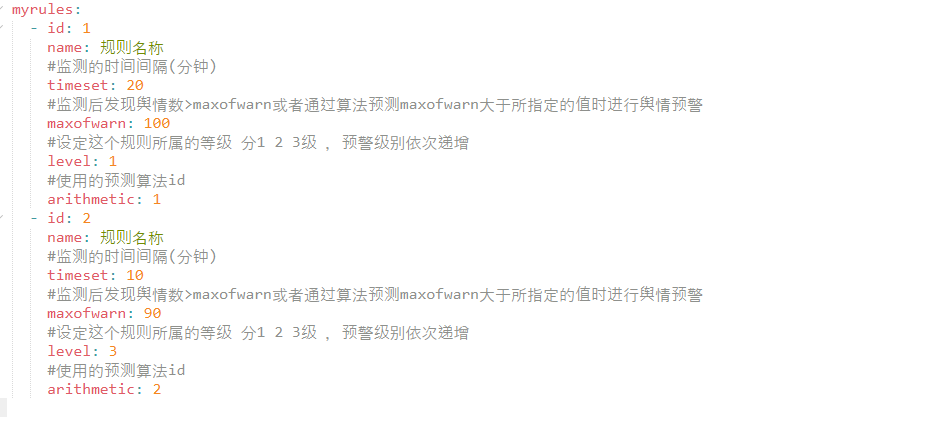 myrules:
- id: 1
name: 规则名称
#监测的时间间隔(分钟)
timeset: 20
#监测后发现舆情数>maxofwarn或者通过算法预测maxofwarn大于所指定的值时进行舆情预警
maxofwarn: 100
#设定这个规则所属的等级 分1 2 3级 ，预警级别依次递增
level: 1
#使用的预测算法id
arithmetic: 1
- id: 2
name: 规则名称
#监测的时间间隔(分钟)
timeset: 10
#监测后发现舆情数>maxofwarn或者通过算法预测maxofwarn大于所指定的值时进行舆情预警
maxofwarn: 90
#设定这个规则所属的等级 分1 2 3级 ，预警级别依次递增
level: 3
#使用的预测算法id
arithmetic: 2